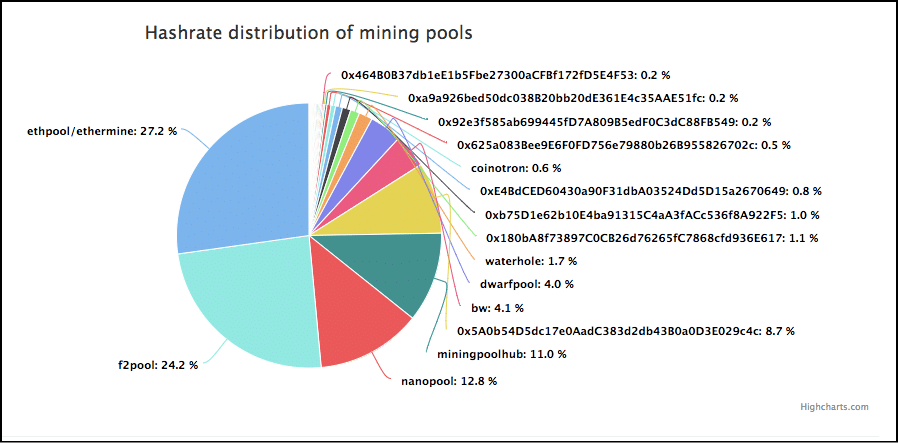 Hashrate distribution of mining pools
0x464B0B37db1eE1b5Fbe27300aCFBf172fD5E4F53: 0.2 %
0xa9a926bed50dc038B20bb20dE361E4c35AAE51fc: 0.2 %
0x92e3f585ab699445fD7A809B5edF0C3dC88FB549: 0.2 %
0x625a083Bee9E6F0FD756e79880b26B955826702c: 0.5 %
coinotron: 0.6 %
0xE4BdCED60430a90F31dbA03524Dd5D15a2670649: 0.8 %
0xb75D1e62b10E4ba91315C4aA3fACc536f8A922F5: 1.0 %
0x180bA8f73897C0CB26d76265fC7868cfd936E617: 1.1 %
waterhole: 1.7 %
dwarfpool: 4.0 %
bw: 4.1 %
0x5A0b54D5dc17e0AadC383d2db43B0a0D3E029c4c: 8.7 %
miningpoolhub: 11.0 %
nanopool: 12.8 %
f2pool: 24.2 %
ethpool/ethermine: 27.2 %
Highcharts.com